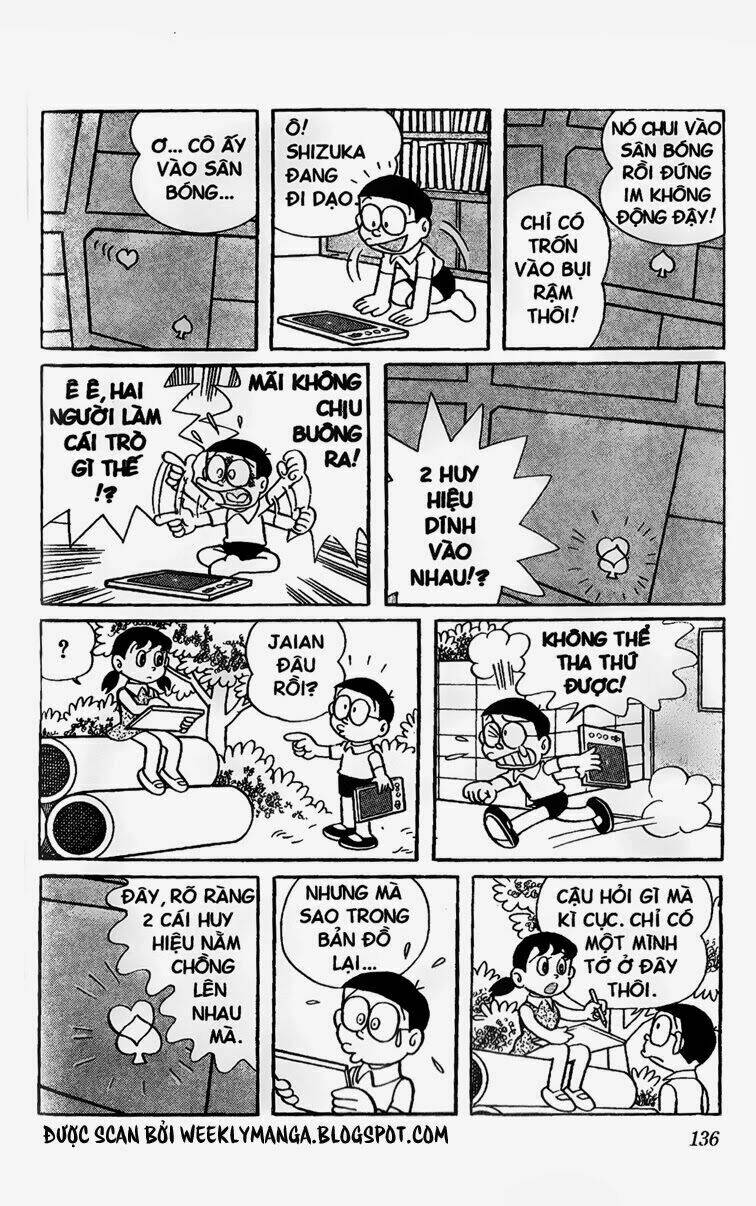 NÓ CHUI VÀO
SÂN BÓNG
RỒI ĐỨNG
IM KHÔNG
ĐỘNG ĐẬY!
CHỈ CÓ
TRỐN
VÀO BỤI
RẬM
THÔI!
Ô!
SHIZUKA
ĐANG
ĐI DẠO
Ơ... CÔ ẤY
VÀO SÂN
BÓNG...
2 HUY
HIỆU
DÍNH
VÀO
NHAU!?
MÃI KHÔNG
CHỊU
BUÔNG
RA!
Ê Ê, HAI
NGƯỜI LÀM
CÁI TRÒ
GÌ THẾ
!?
KHÔNG THỂ
THA THỨ
ĐƯỢC!
JAIAN
ĐÂU
RỒI?
?
CẬU HỎI GÌ MÀ
KÌ CỤC. CHỈ CÓ
MỘT MÌNH
TỚ Ở ĐÂY
THÔI.
NHƯNG MÀ
SAO TRONG
BẢN ĐỒ
LẠI...
ĐÂY, RÕ RÀNG
2 CÁI HUY
HIỆU NẰM
CHỒNG
LÊN
NHAU
MÀ.
ĐƯỢC SCAN BỞI WEEKLYMANGA.BLOGSPOT.COM
136